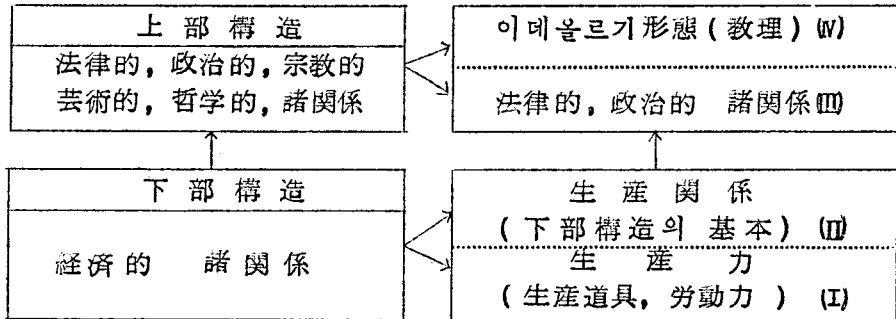 上部構造
法律的, 政治的, 宗教的
芸術的, 哲学的, 諸関係
이데올르기形態(教理)(Ⅳ)
法律的, 政治的 諸関係(Ⅲ)
下部構造
経済的 諸関係
生産関係
(下部構造의 基本) (Ⅱ)
生産力
(生産道具, 労動力) (Ⅰ)